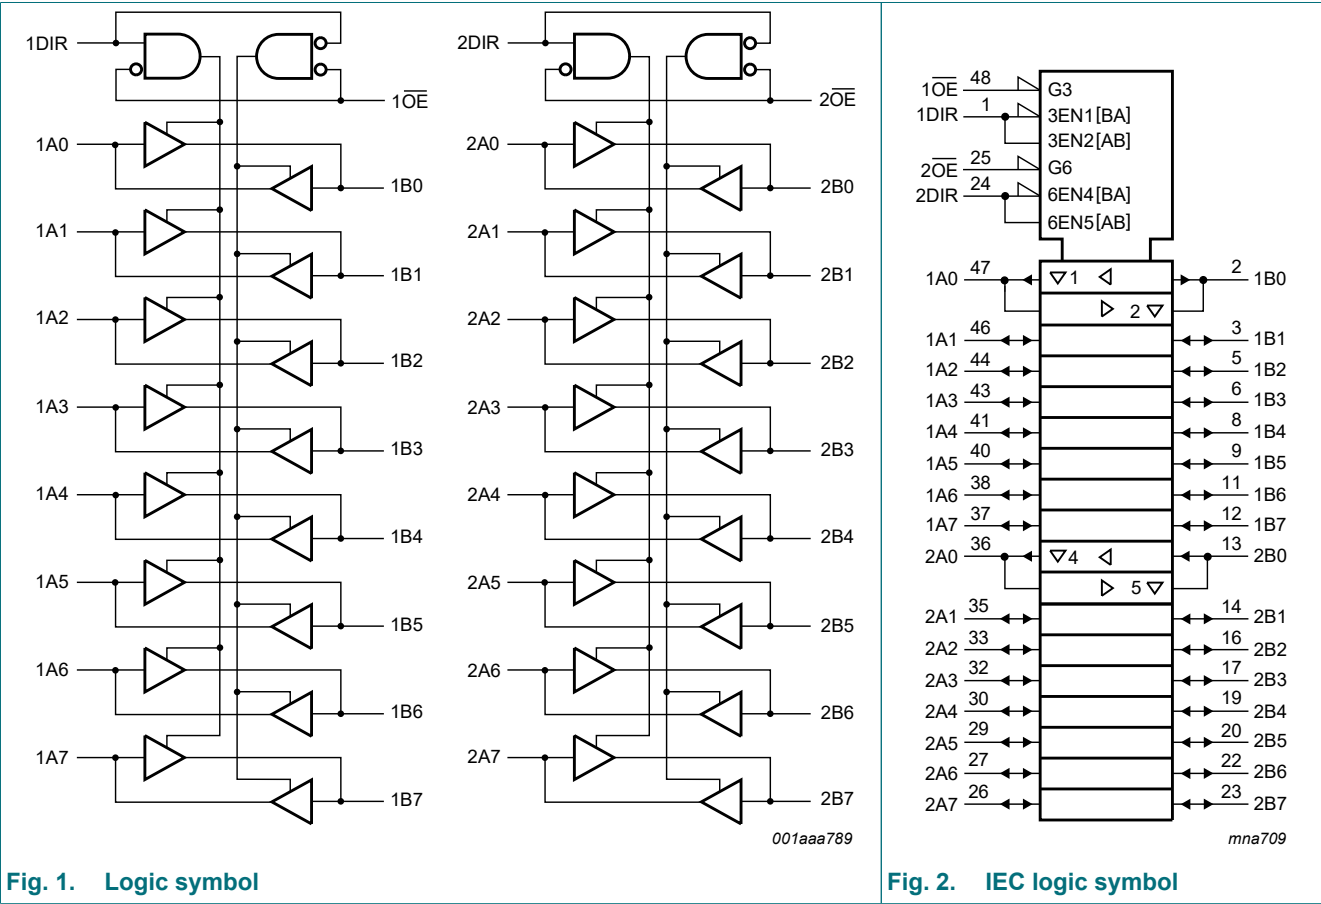 1DIR
1O̅E̅
1A0
1B0
1A1
1B1
1A2
1B2
1A3
1B3
1A4
1B4
1A5
1B5
1A6
1B6
1A7
1B7
2DIR
2O̅E̅
2A0
2B0
2A1
2B1
2A2
2B2
2A3
2B3
2A4
2B4
2A5
2B5
2A6
2B6
2A7
2B7
001aaa789
Fig. 1. Logic symbol
1O̅E̅ 48 G3
1DIR 1 3EN1[BA]
3EN2[AB]
2O̅E̅ 25 G6
2DIR 24 6EN4[BA]
6EN5[AB]
1A0 47 ▽1 ◁ 2 1B0
▷ 2▽
1A1 46 3 1B1
1A2 44 5 1B2
1A3 43 6 1B3
1A4 41 8 1B4
1A5 40 9 1B5
1A6 38 11 1B6
1A7 37 12 1B7
2A0 36 ▽4 ◁ 13 2B0
▷ 5▽
2A1 35 14 2B1
2A2 33 16 2B2
2A3 32 17 2B3
2A4 30 19 2B4
2A5 29 20 2B5
2A6 27 22 2B6
2A7 26 23 2B7
mna709
Fig. 2. IEC logic symbol